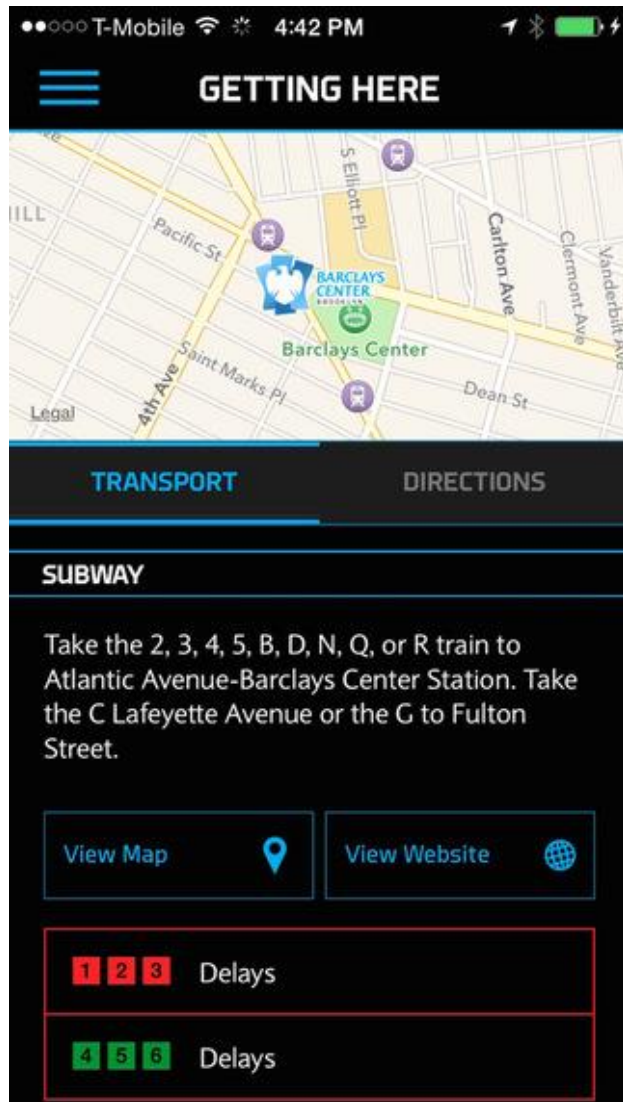 T-Mobile 4:42 PM
GETTING HERE
ILL
Pacific St
S Elliott Pl
Carlton Ave
Clermont Ave
Vanderbilt Ave
BARCLAYS
CENTER
BROOKLYN
Barclays Center
Saint Marks Pl
4th Ave
Dean St
Legal
TRANSPORT DIRECTIONS
SUBWAY
Take the 2, 3, 4, 5, B, D, N, Q, or R train to
Atlantic Avenue-Barclays Center Station. Take
the C Lafeyette Avenue or the G to Fulton
Street.
View Map View Website
1 2 3 Delays
4 5 6 Delays